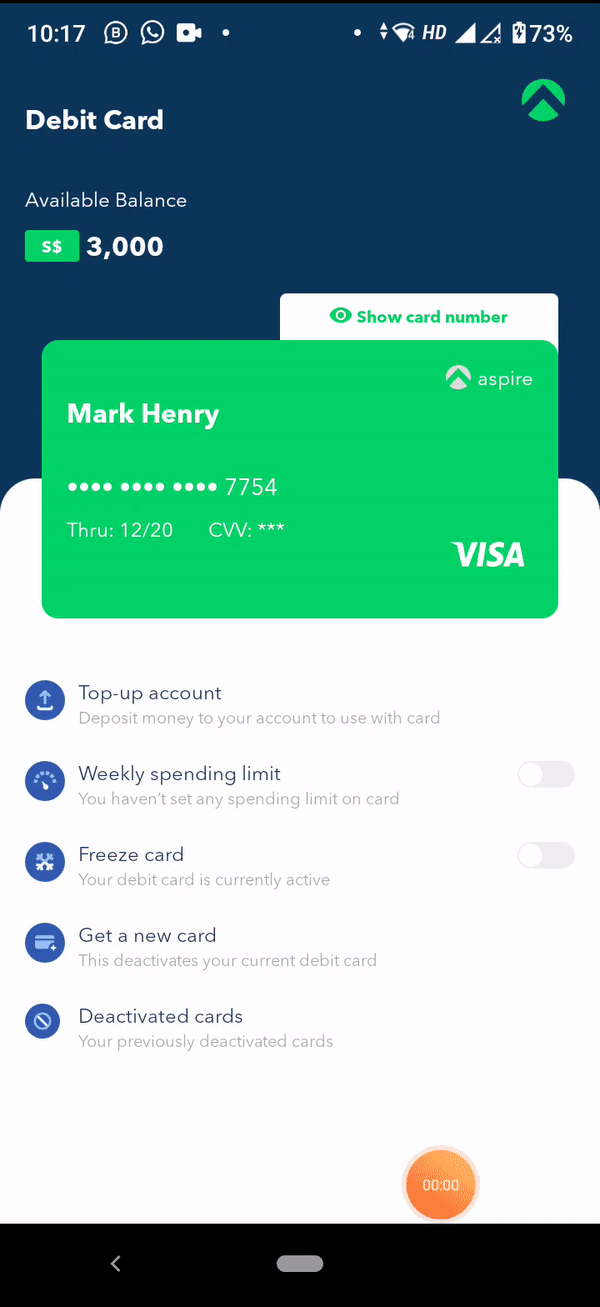 10:17 B 4 HD 73%
Debit Card
Available Balance
S$ 3,000
Show card number
aspire
Mark Henry
•••• •••• •••• 7754
Thru: 12/20 CVV: ***
VISA
Top-up account
Deposit money to your account to use with card
Weekly spending limit
You haven’t set any spending limit on card
Freeze card
Your debit card is currently active
Get a new card
This deactivates your current debit card
Deactivated cards
Your previously deactivated cards
00:00